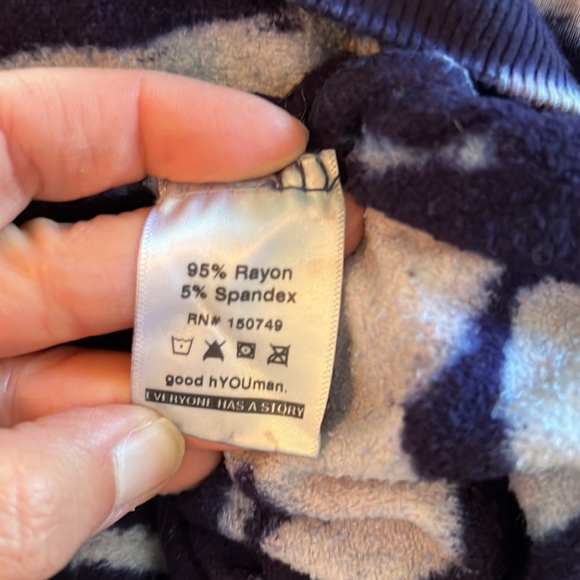 95% Rayon
5% Spandex
RN# 150749
good hYOUman.
EVERYONE HAS A STORY